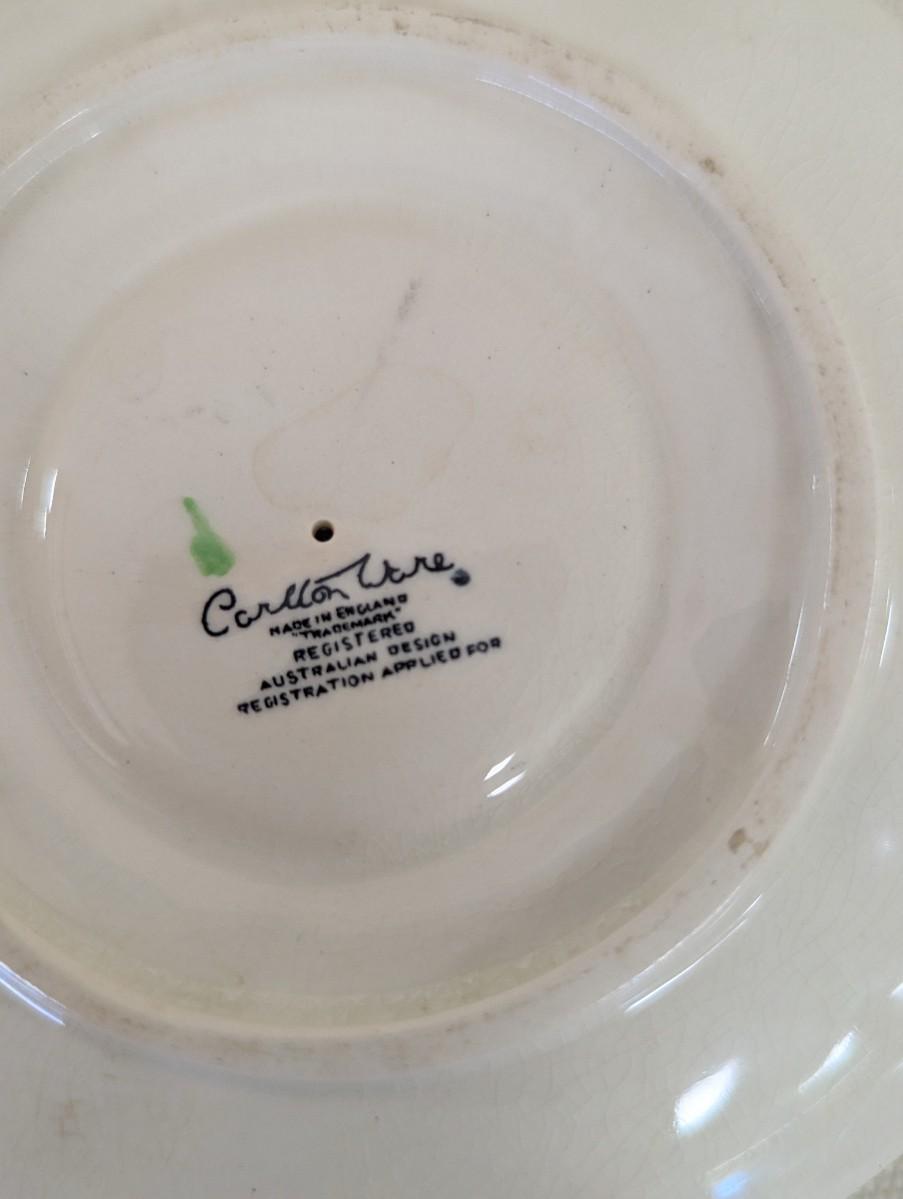 Carlton Ware
MADE IN ENGLAND
"TRADEMARK"
REGISTERED
AUSTRALIAN DESIGN
REGISTRATION APPLIED FOR